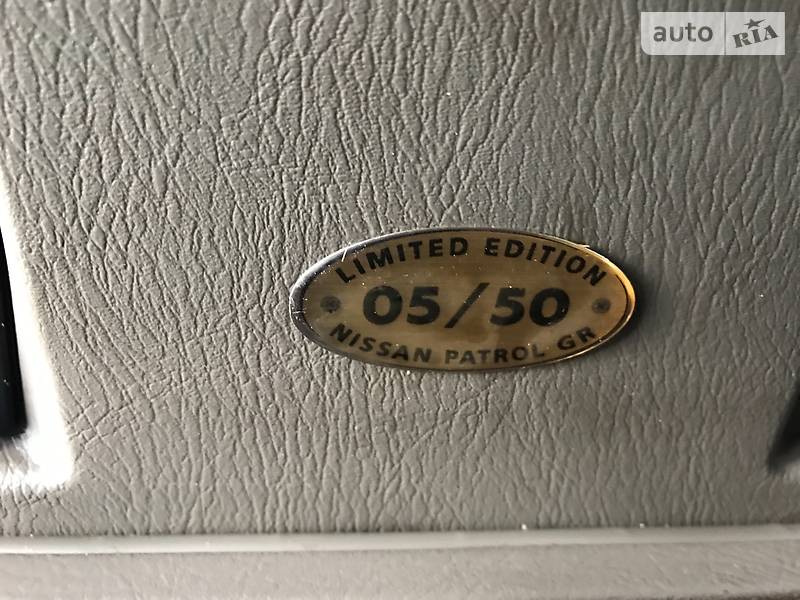 auto RIA
LIMITED EDITION
05/50
NISSAN PATROL GR